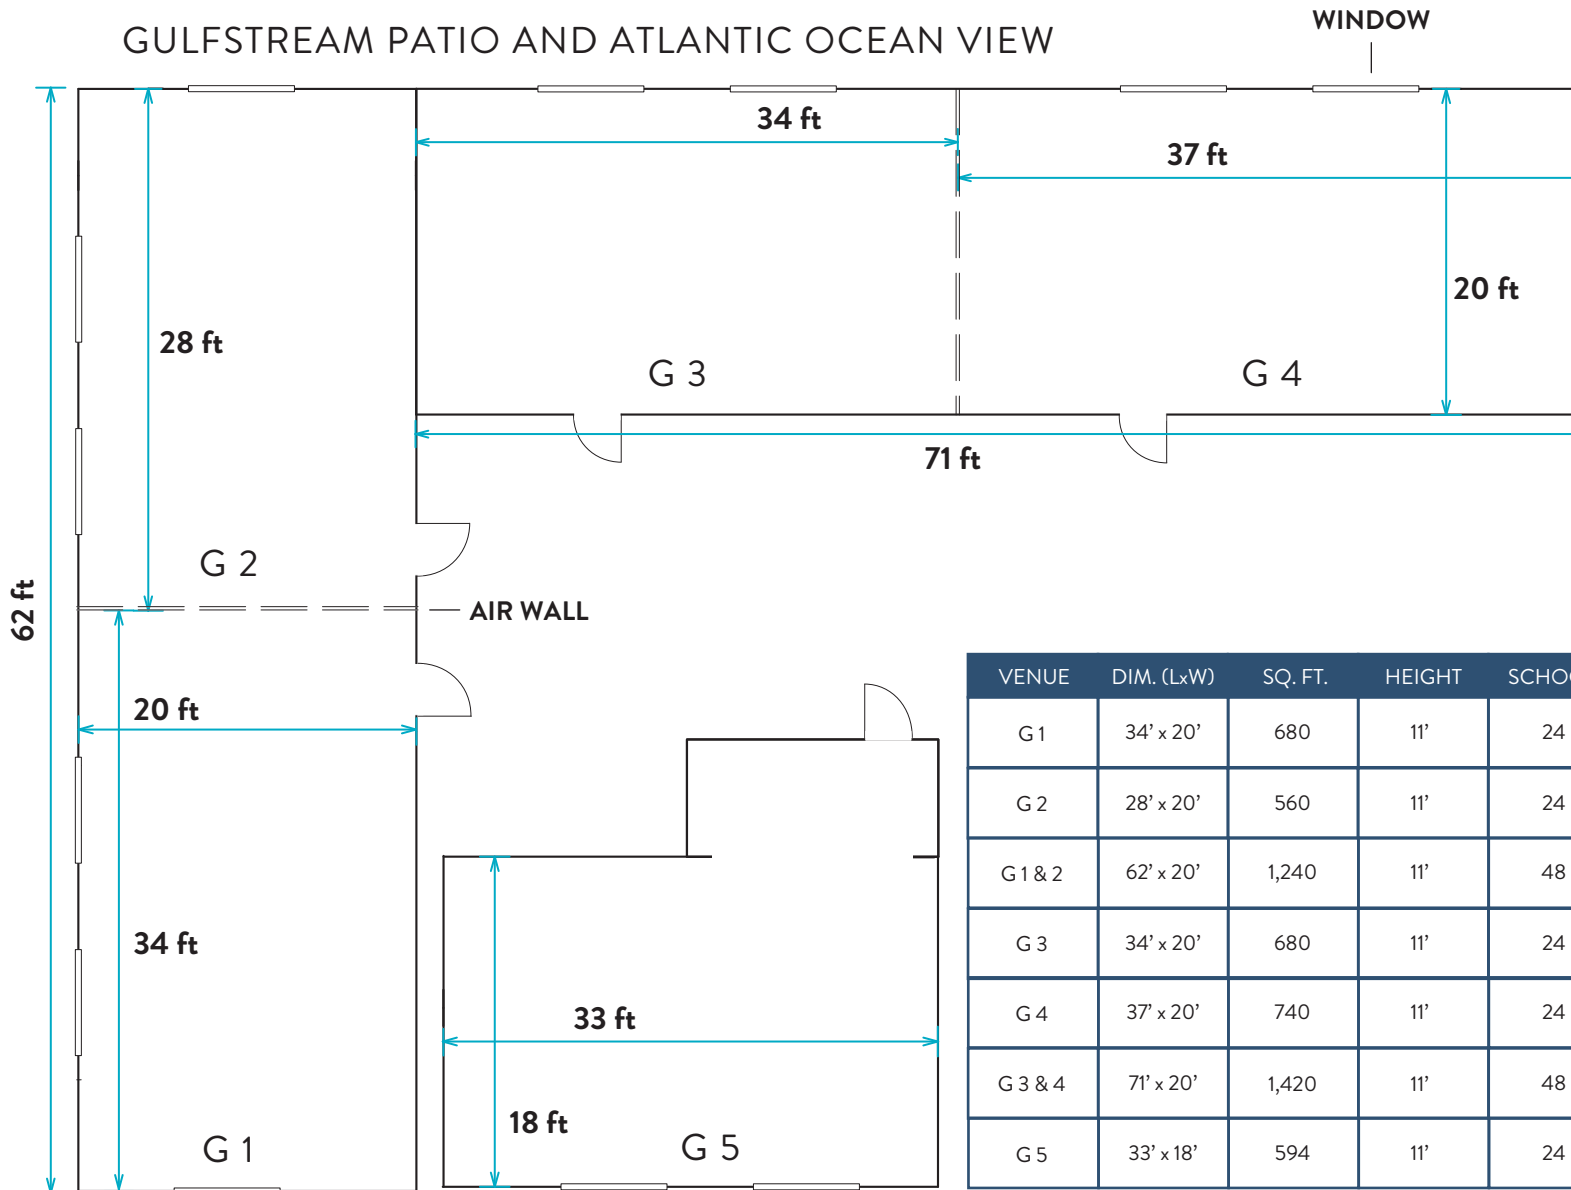 GULFSTREAM PATIO AND ATLANTIC OCEAN VIEW
WINDOW
34 ft
37 ft
28 ft
20 ft
G 3
G 4
71 ft
G 2
62 ft
AIR WALL
20 ft
34 ft
33 ft
18 ft
G 1
G 5
VENUE DIM. (LxW) SQ. FT. HEIGHT
G 1 34’ x 20’ 680 11’ 24
G 2 28’ x 20’ 560 11’ 24
G 1 & 2 62’ x 20’ 1,240 11’ 48
G 3 34’ x 20’ 680 11’ 24
G 4 37’ x 20’ 740 11’ 24
G 3 & 4 71’ x 20’ 1,420 11’ 48
G 5 33’ x 18’ 594 11’ 24